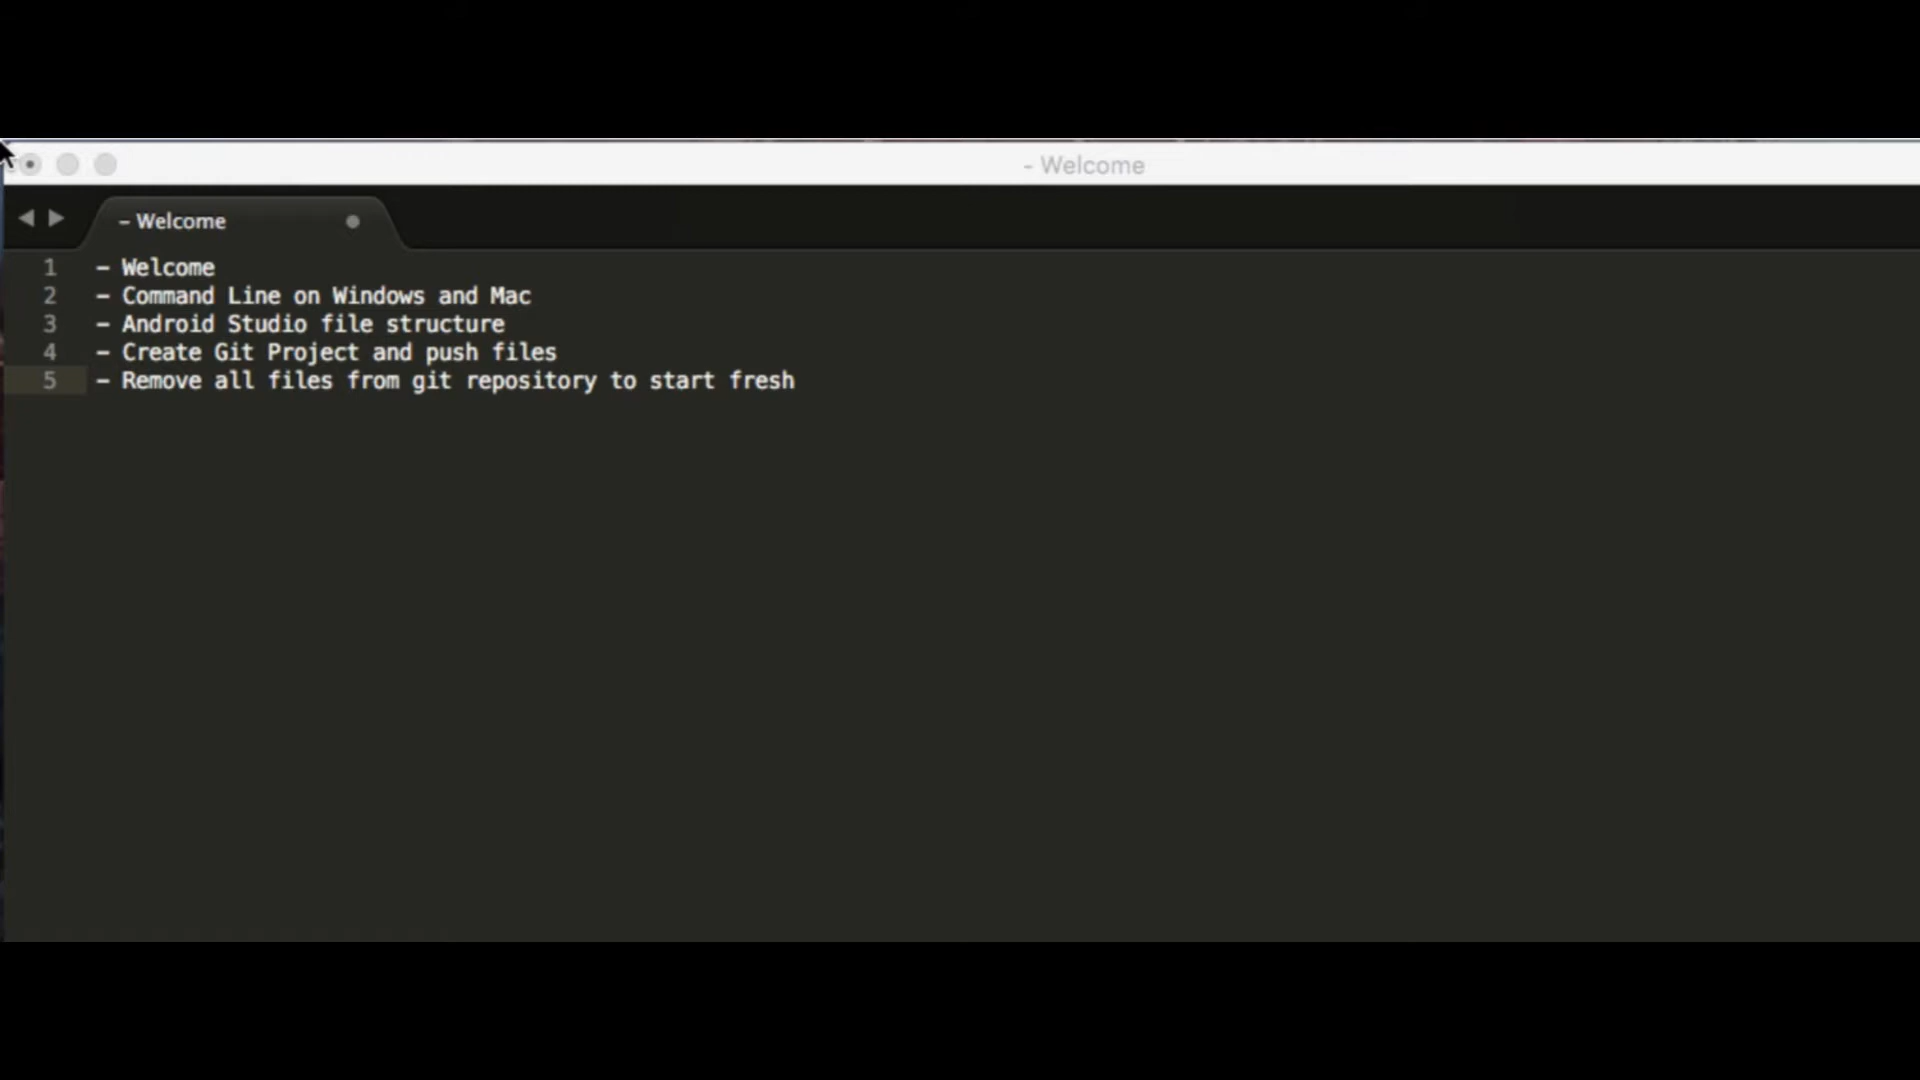 - Welcome
- Welcome
1 - Welcome
2 - Command Line on Windows and Mac
3 - Android Studio file structure
4 - Create Git Project and push files
5 - Remove all files from git repository to start fresh